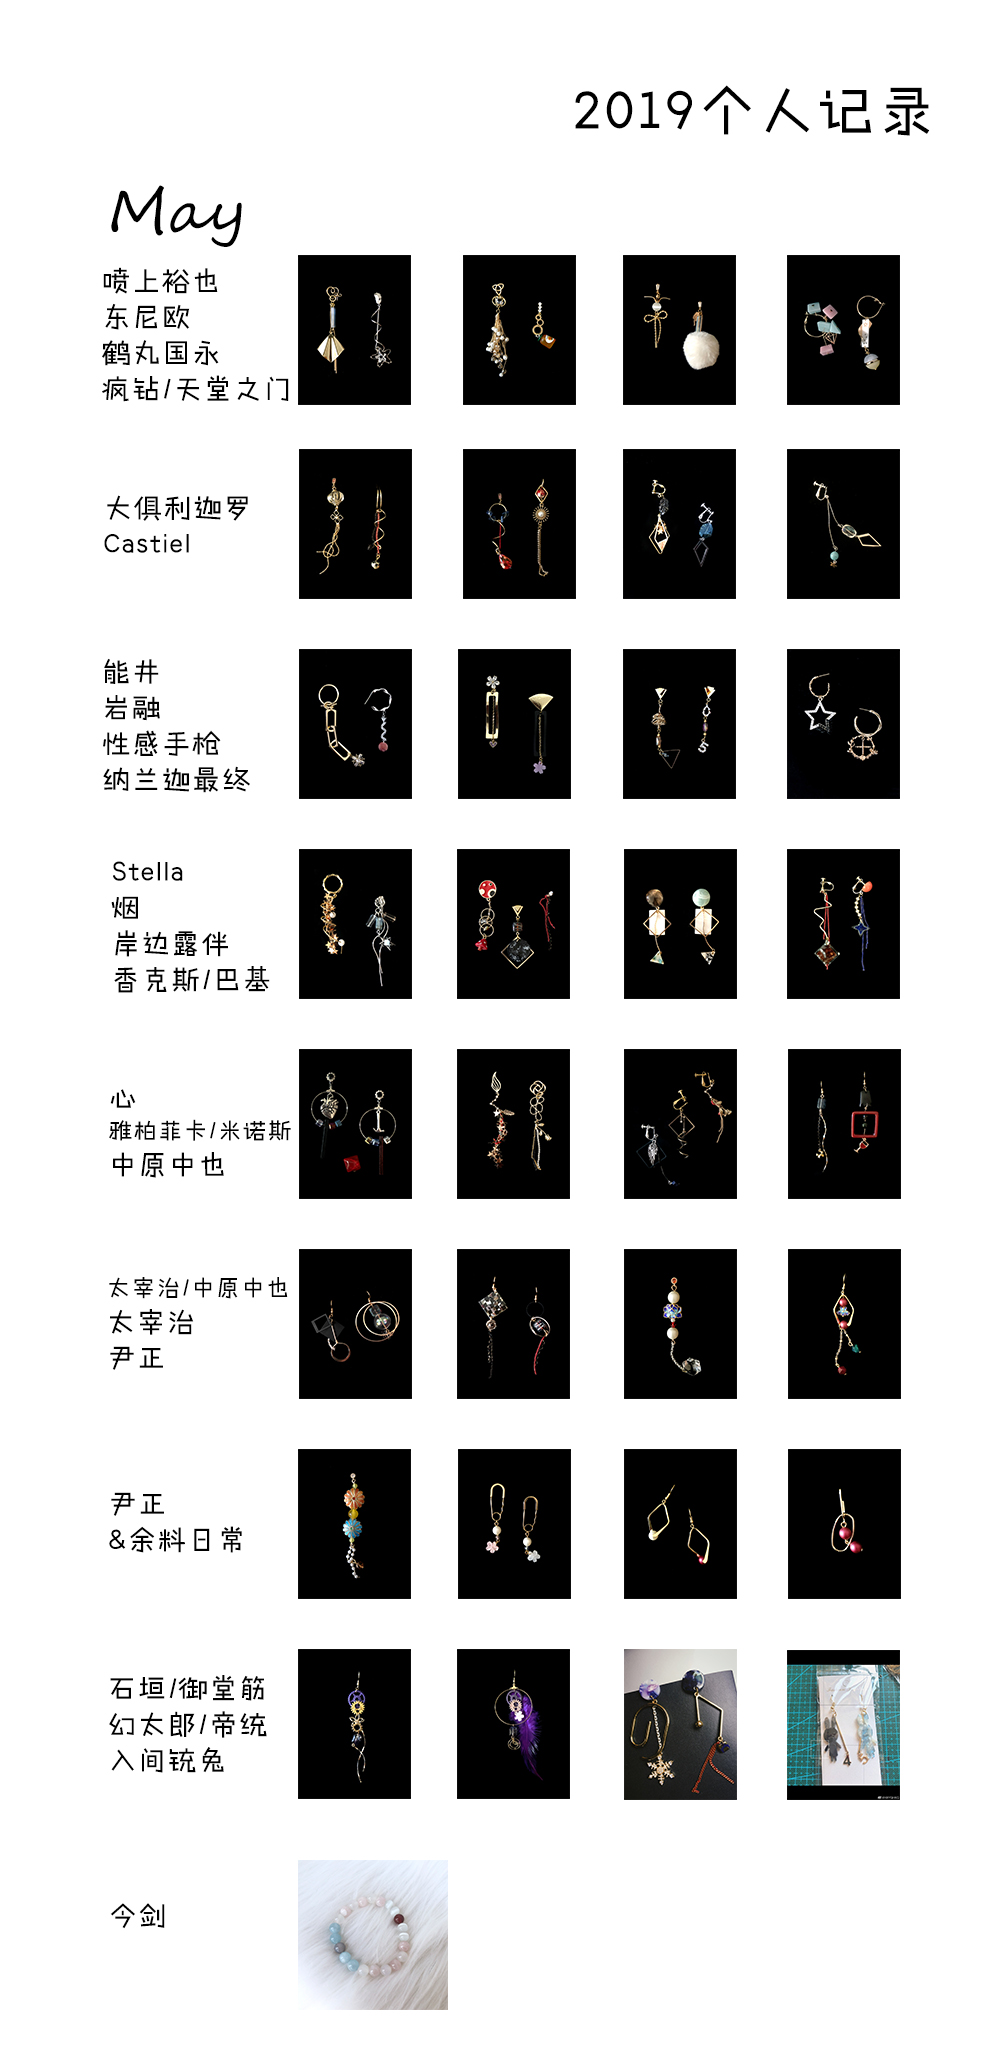 2019个人记录
May
喷上裕也
东尼欧
鹤丸国永
疯钻/天堂之门
大俱利迦罗
Castiel
能井
岩融
性感手枪
纳兰迦最终
Stella
烟
岸边露伴
香克斯/巴基
心
雅柏菲卡/米诺斯
中原中也
太宰治/中原中也
太宰治
尹正
尹正
&余料日常
石垣/御堂筋
幻太郎/帝统
入间铳兔
今剑